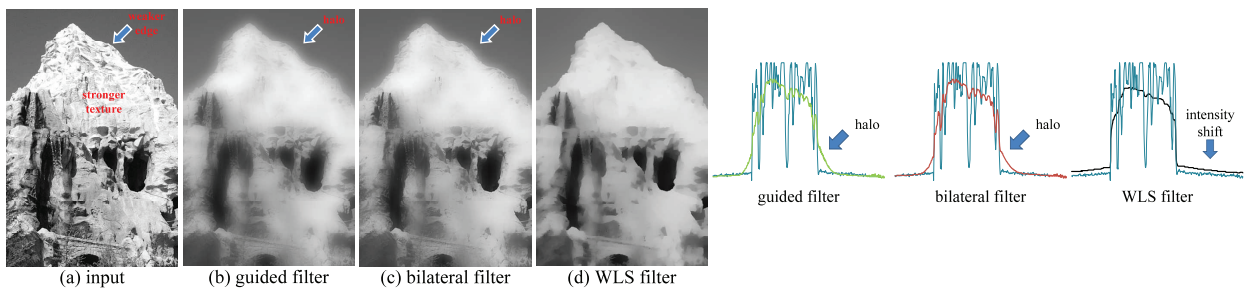 weaker
edge
stronger
texture
halo
halo
(a) input
(b) guided filter
(c) bilateral filter
(d) WLS filter
halo
guided filter
halo
bilateral filter
intensity
shift
WLS filter